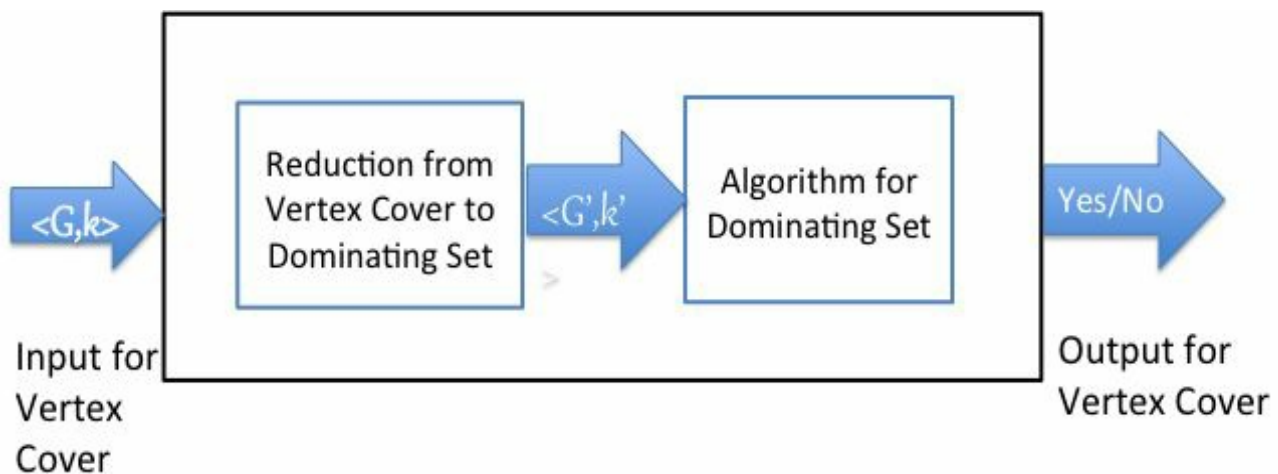 <G,k>
Input for
Vertex
Cover
Reduction from
Vertex Cover to
Dominating Set
<G’,k’
>
Algorithm for
Dominating Set
Yes/No
Output for
Vertex Cover